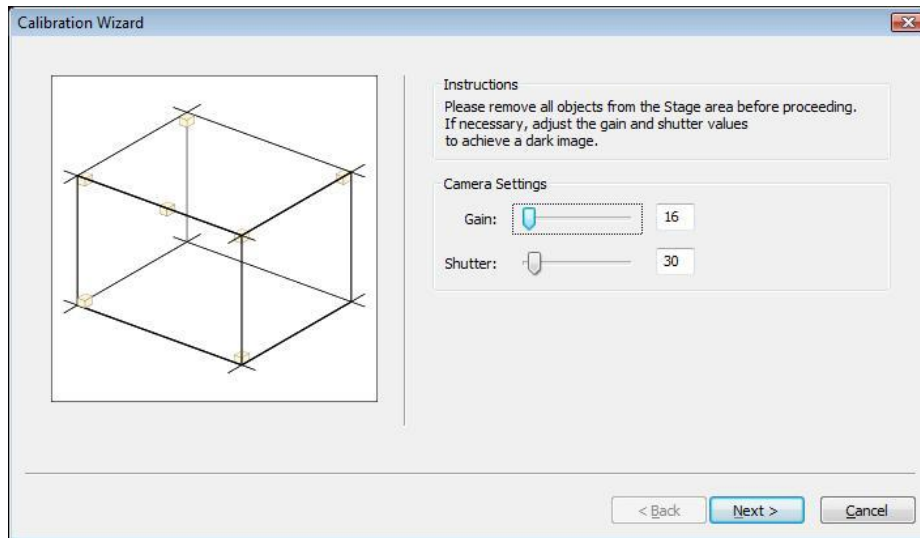 Calibration Wizard
Instructions
Please remove all objects from the Stage area before proceeding.
If necessary, adjust the gain and shutter values
to achieve a dark image.
Camera Settings
Gain: 16
Shutter: 30
< Back Next > Cancel